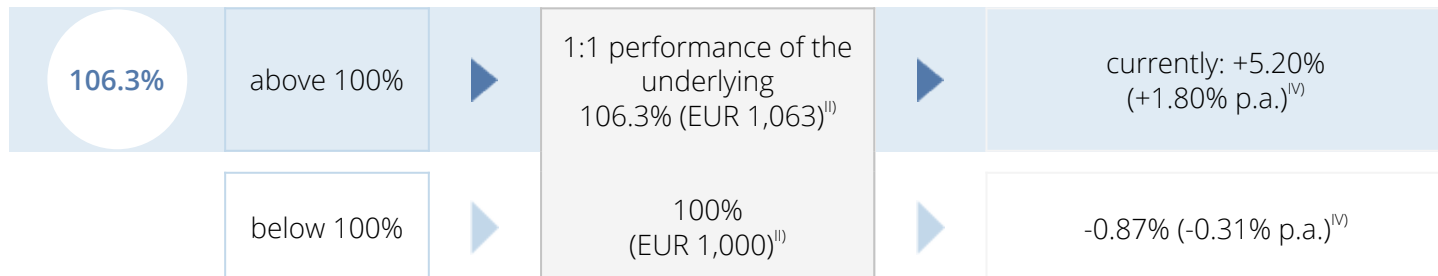 106.3%
above 100%
1:1 performance of the
underlying
106.3% (EUR 1,063)II)
currently: +5.20%
(+1.80% p.a.)IV)
below 100%
100%
(EUR 1,000)II)
-0.87% (-0.31% p.a.)IV)